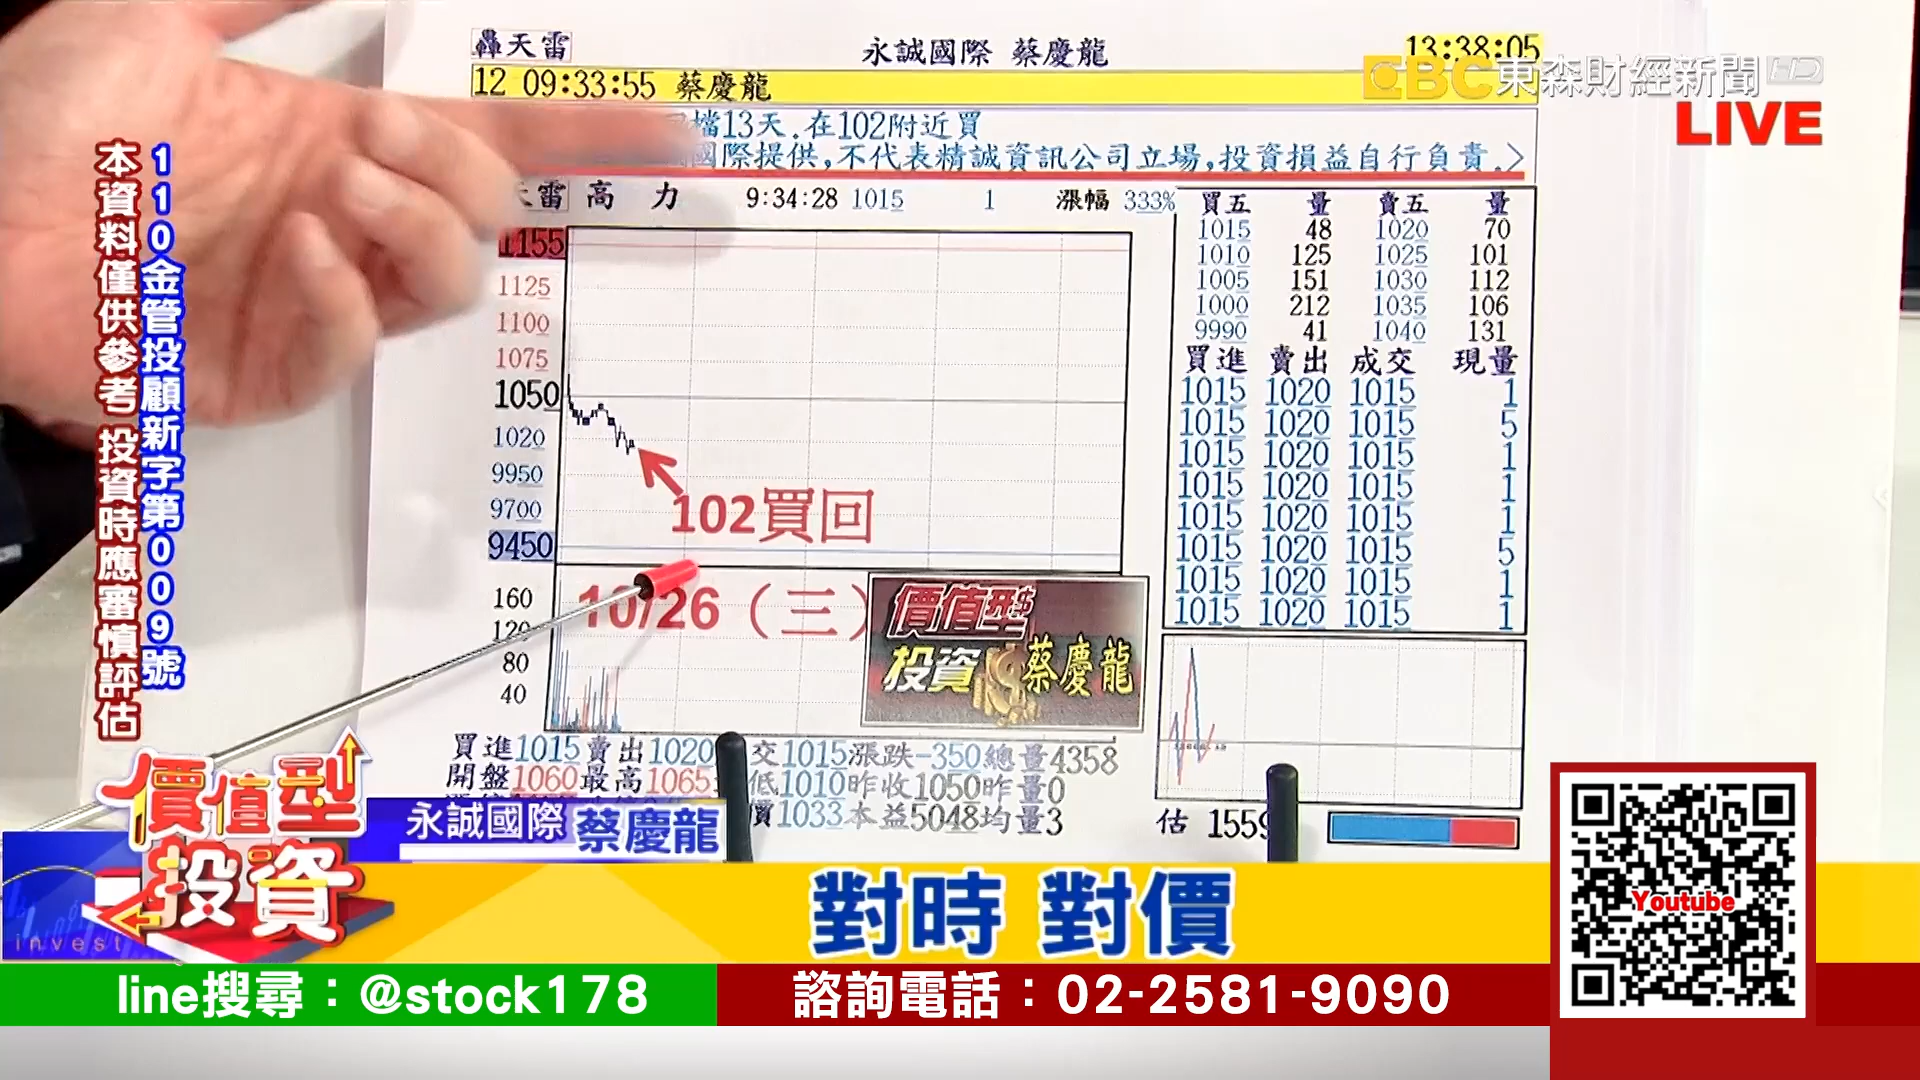 轟天雷
永誠國際 蔡慶龍
13:38:05
12 09:33:55 蔡慶龍
檔13天.在102附近買
國際提供,不代表精誠資訊公司立場,投資損益自行負責.>
EBC東森財經新聞HD
LIVE
天雷 高 力 9:34:28 1015 1 漲幅 333%
買五 量 賣五 量
1015 48 1020 70
1010 125 1025 101
1005 151 1030 112
1000 212 1035 106
9990 41 1040 131
買進 賣出 成交 現量
1015 1020 1015 1
1015 1020 1015 5
1015 1020 1015 1
1015 1020 1015 1
1015 1020 1015 1
1015 1020 1015 5
1015 1020 1015 1
1015 1020 1015 1
1155
1125
1100
1075
1050
1020
9950
9700
9450
160
120
80
40
102買回
10/26(三)
價值型
投資 蔡慶龍
買進1015賣出1020 交1015漲跌-350總量4358
開盤1060最高1065 低1010昨收1050昨量0
價1033本益5048均量3
估 1559
110金管投顧新字第009號
本資料僅供參考 投資時應審慎評估
價值型
投資
invest
永誠國際 蔡慶龍
對時 對價
Youtube
line搜尋:@stock178
諮詢電話:02-2581-9090